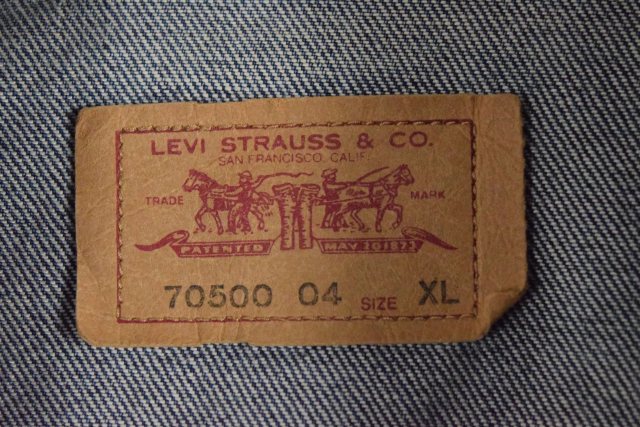 LEVI STRAUSS & CO.
SAN FRANCISCO, CALIF.
TRADE MARK
PATENTED MAY 20 1873
70500 04 SIZE XL